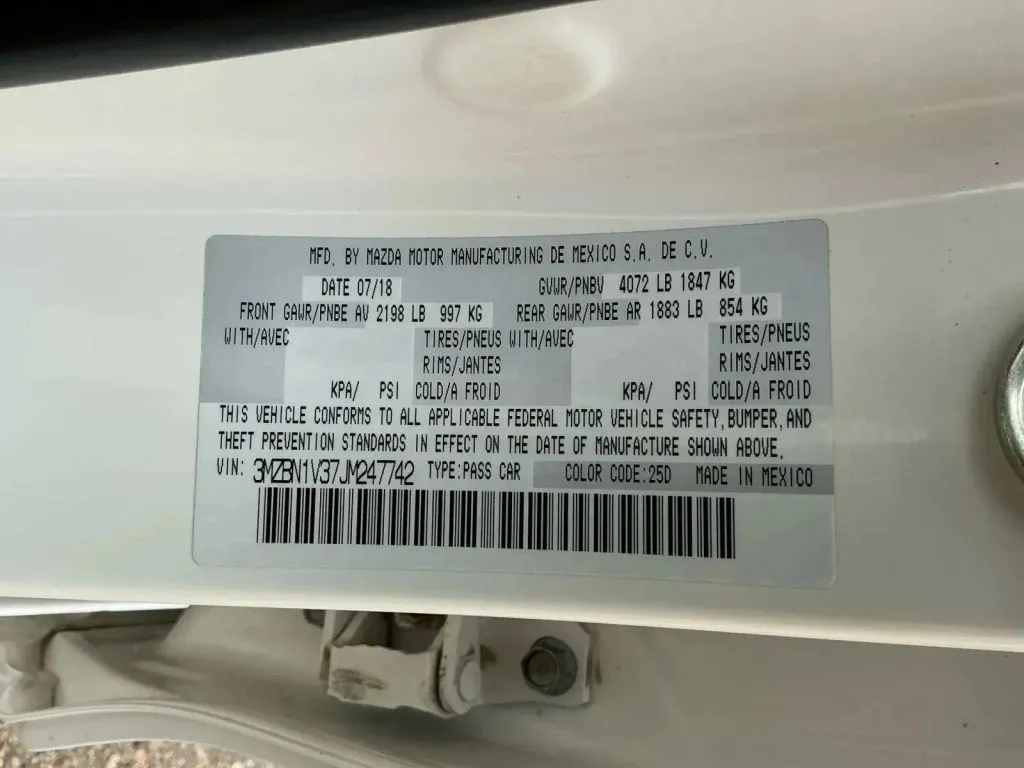 MFD. BY MAZDA MOTOR MANUFACTURING DE MEXICO S.A. DE C.V.
DATE 07/18 GVWR/PNBV 4072 LB 1847 KG
FRONT GAWR/PNBE AV 2198 LB 997 KG REAR GAWR/PNBE AR 1883 LB 854 KG
WITH/AVEC TIRES/PNEUS WITH/AVEC TIRES/PNEUS
RIMS/JANTES RIMS/JANTES
KPA/ PSI COLD/A FROID KPA/ PSI COLD/A FROID
THIS VEHICLE CONFORMS TO ALL APPLICABLE FEDERAL MOTOR VEHICLE SAFETY, BUMPER, AND
THEFT PREVENTION STANDARDS IN EFFECT ON THE DATE OF MANUFACTURE SHOWN ABOVE.
VIN: 3MZBN1V37JM247742 TYPE:PASS CAR COLOR CODE:25D MADE IN MEXICO